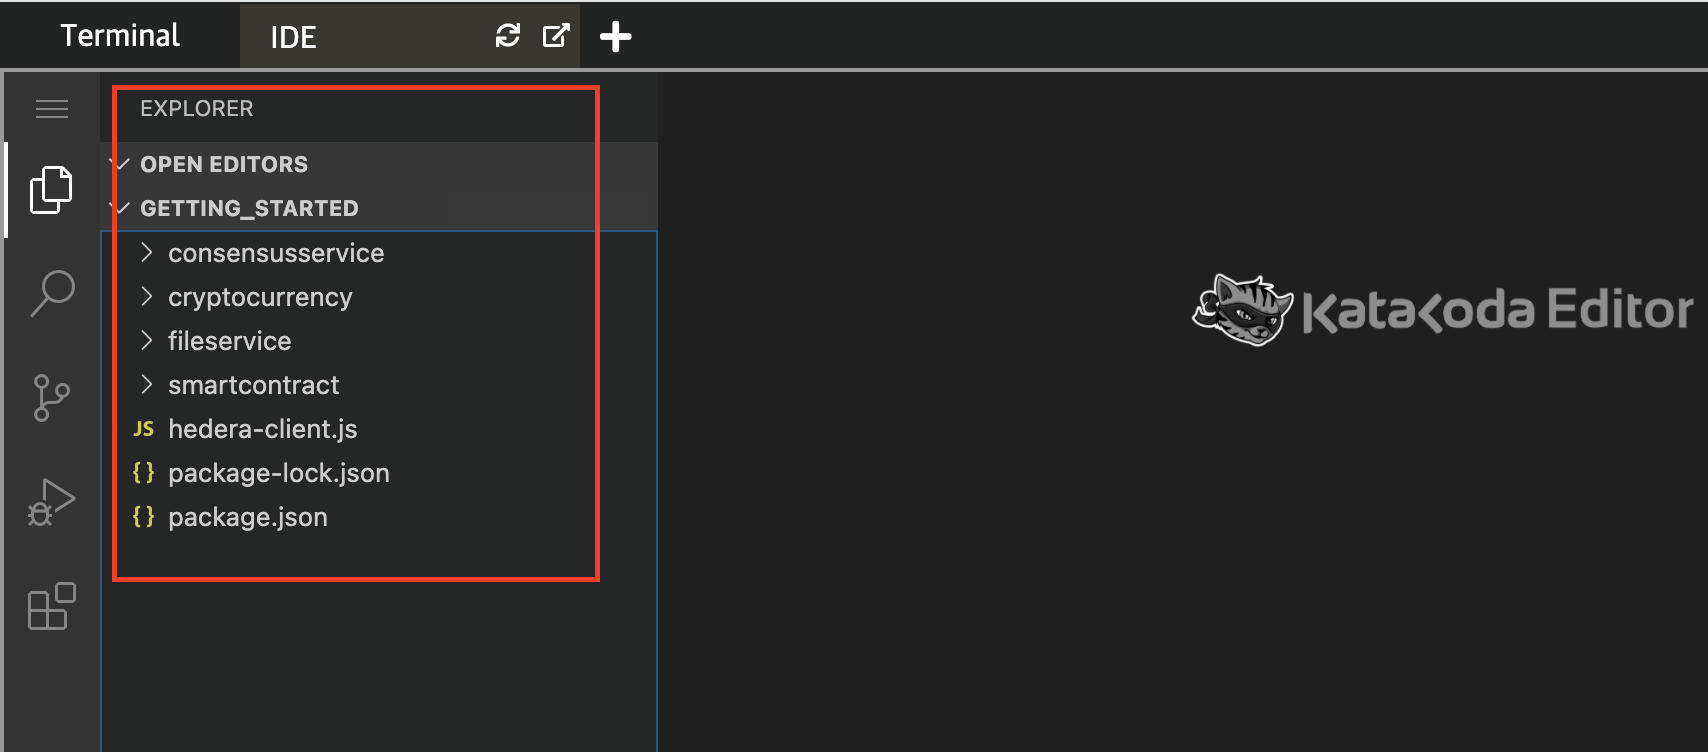 Terminal
IDE
EXPLORER
OPEN EDITORS
GETTING_STARTED
consensusservice
cryptocurrency
fileservice
smartcontract
JS hedera-client.js
{} package-lock.json
{} package.json
Katakoda Editor